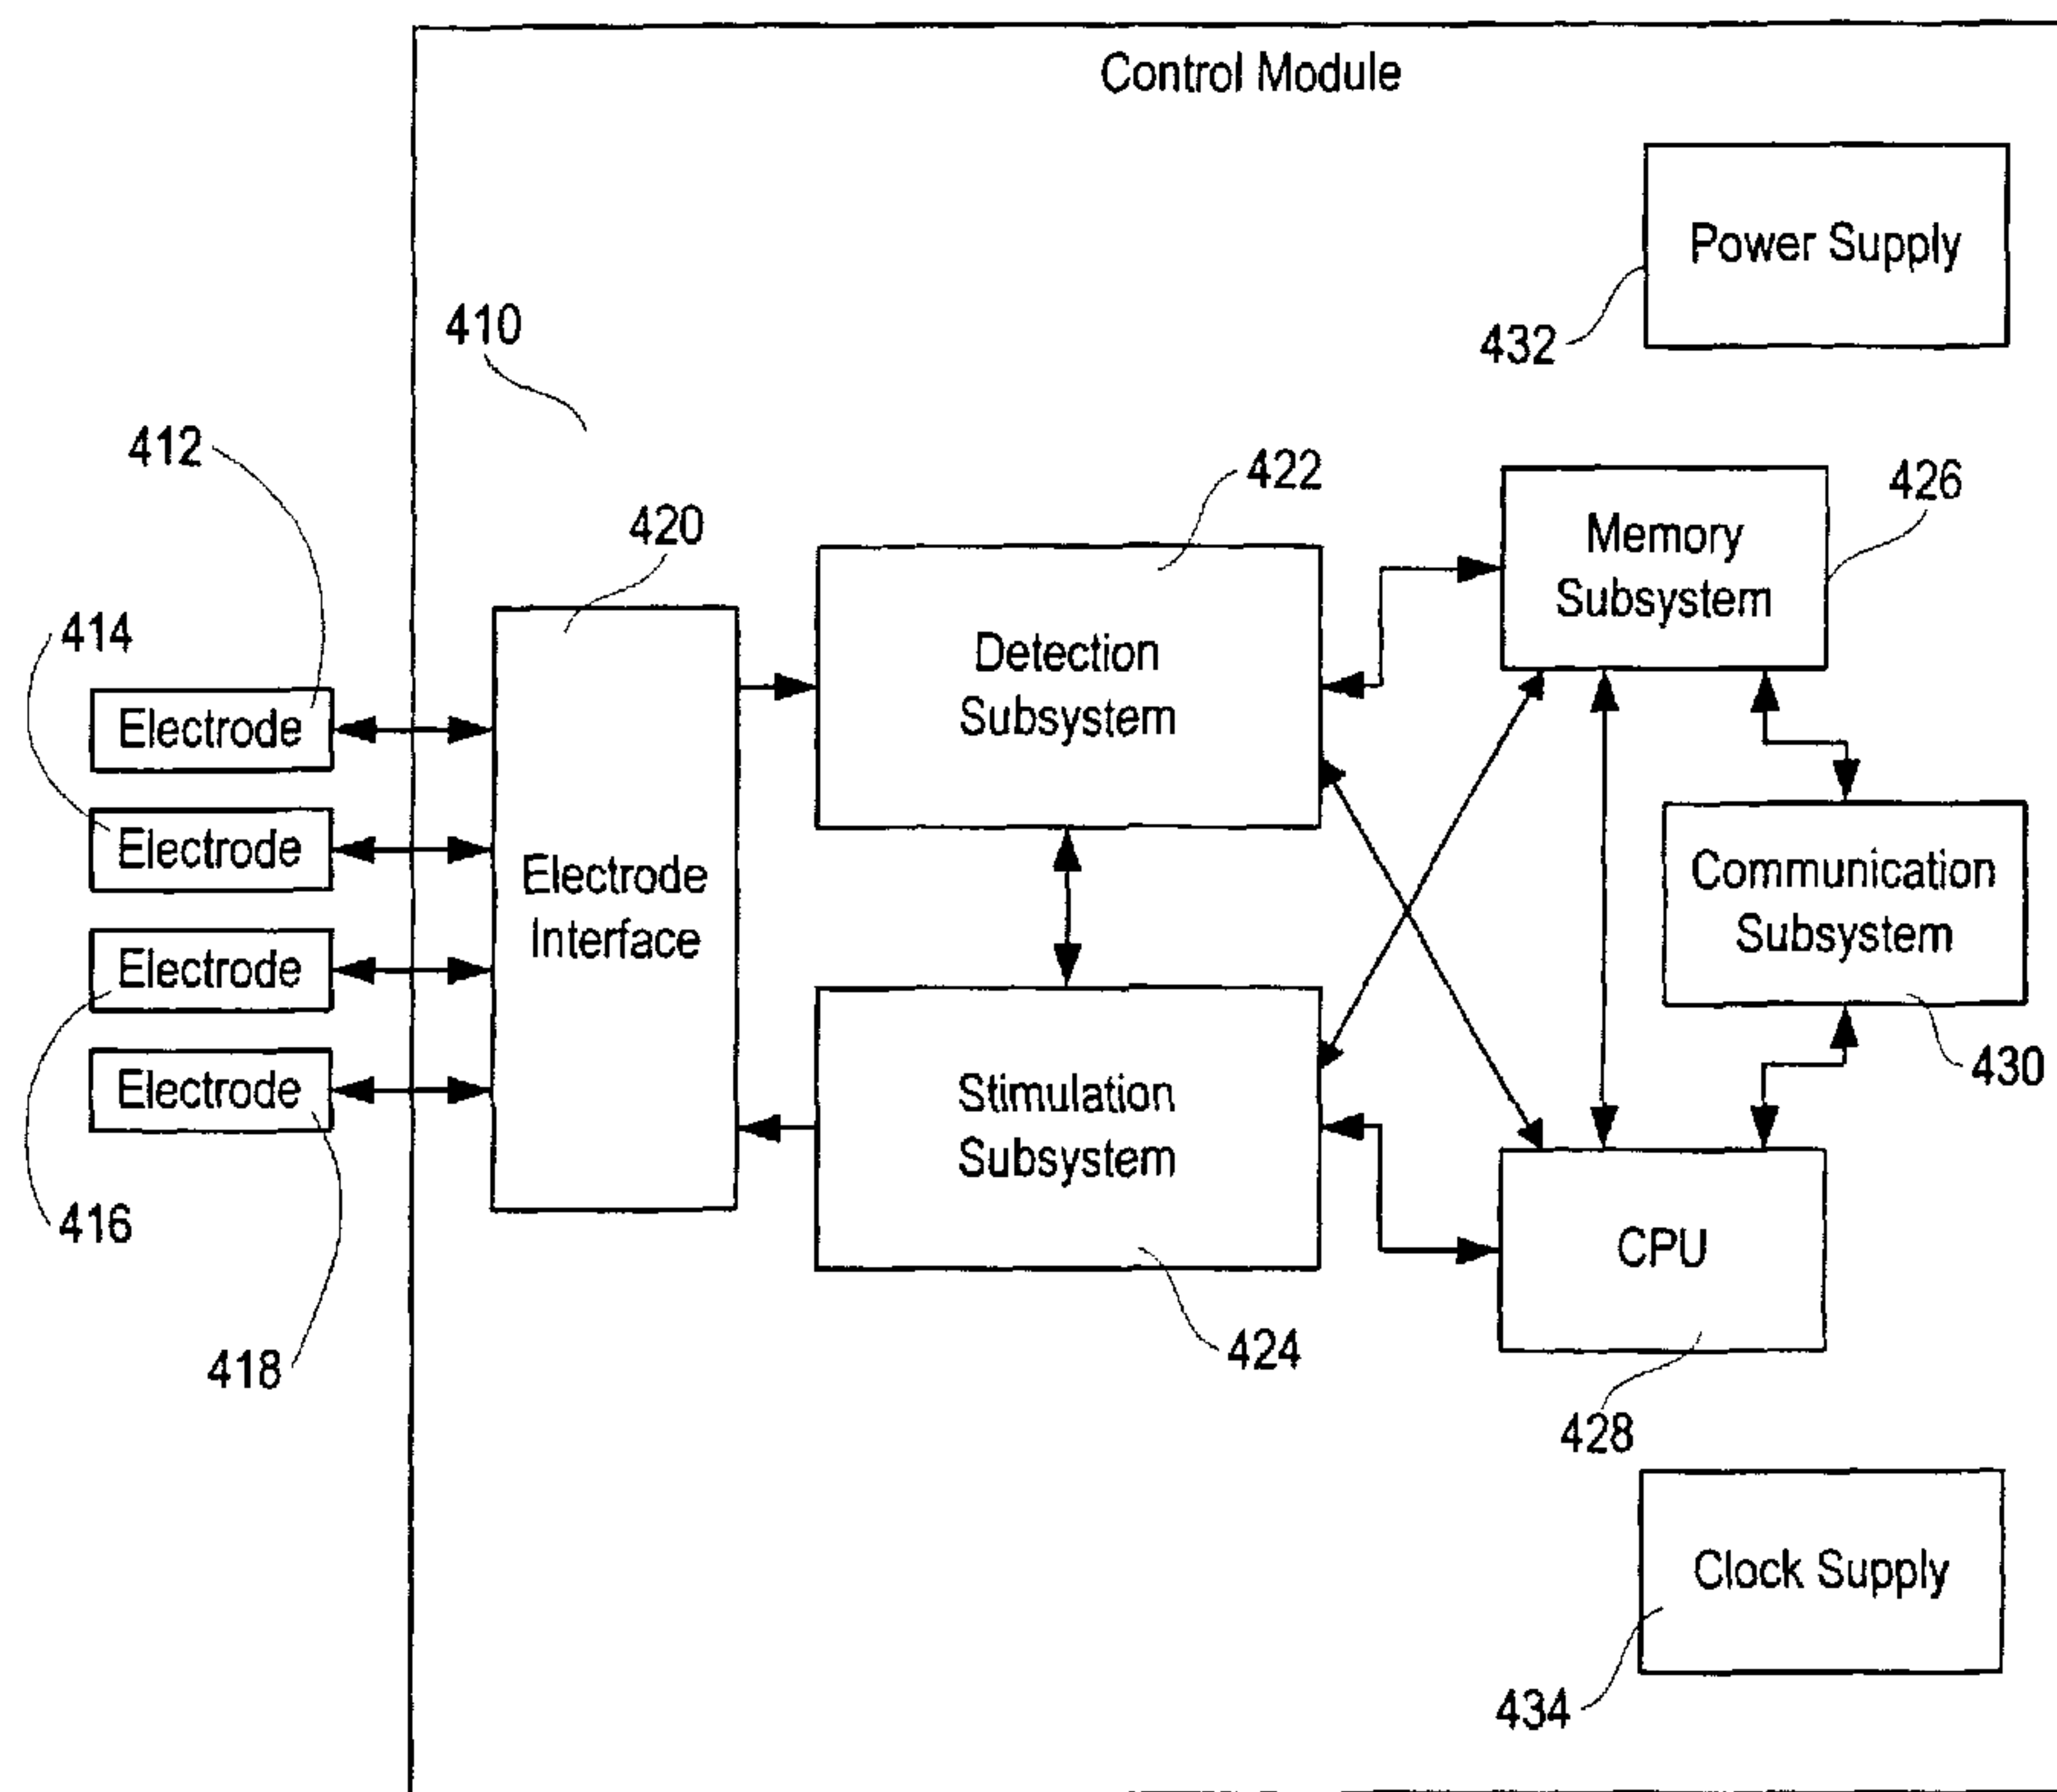 Control Module
Power Supply
432
410
412
422
426
420
Memory
Subsystem
414
Detection
Subsystem
Electrode
Electrode
Electrode
Interface
Communication
Subsystem
Electrode
430
Stimulation
Subsystem
Electrode
416
CPU
418
424
428
Clock Supply
434